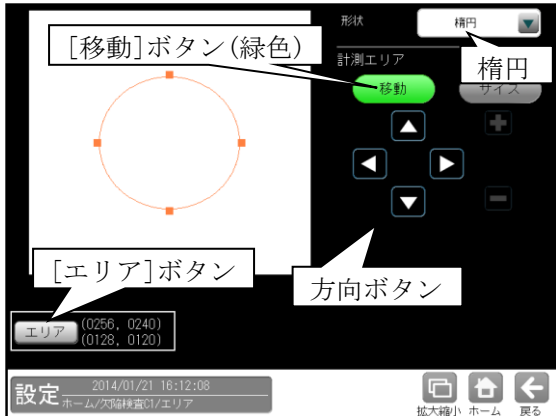 形状
楕円
[移動]ボタン(緑色)
計測エリア
楕円
移動
サイズ
[エリア]ボタン
方向ボタン
エリア
(0256, 0240)
(0128, 0120)
設定
2014/01/21 16:12:08
ホーム/欠陥検査C1/エリア
拡大縮小
ホーム
戻る